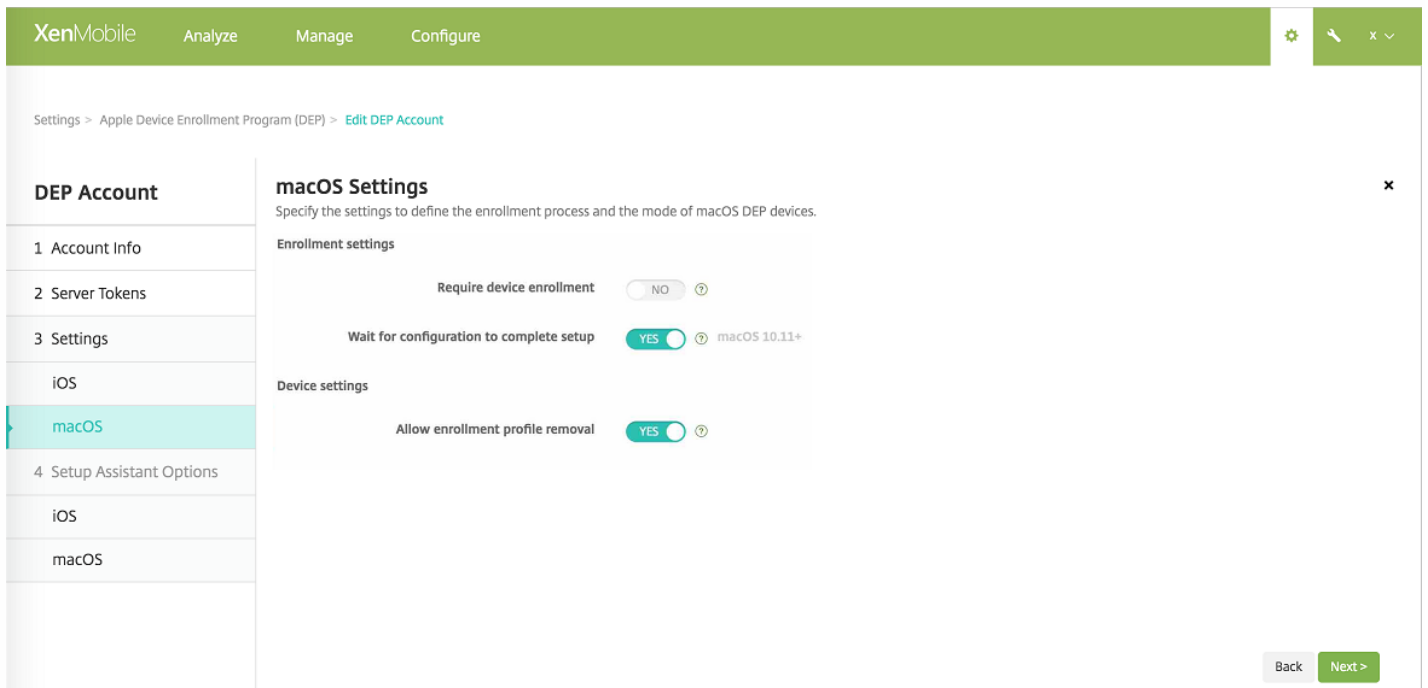 XenMobile Analyze Manage Configure X
Settings > Apple Device Enrollment Program (DEP) > Edit DEP Account
DEP Account
1 Account Info
2 Server Tokens
3 Settings
iOS
macOS
4 Setup Assistant Options
iOS
macOS
macOS Settings
Specify the settings to define the enrollment process and the mode of macOS DEP devices.
Enrollment settings
Require device enrollment NO ?
Wait for configuration to complete setup YES ? macOS 10.11+
Device settings
Allow enrollment profile removal YES ?
Back Next >